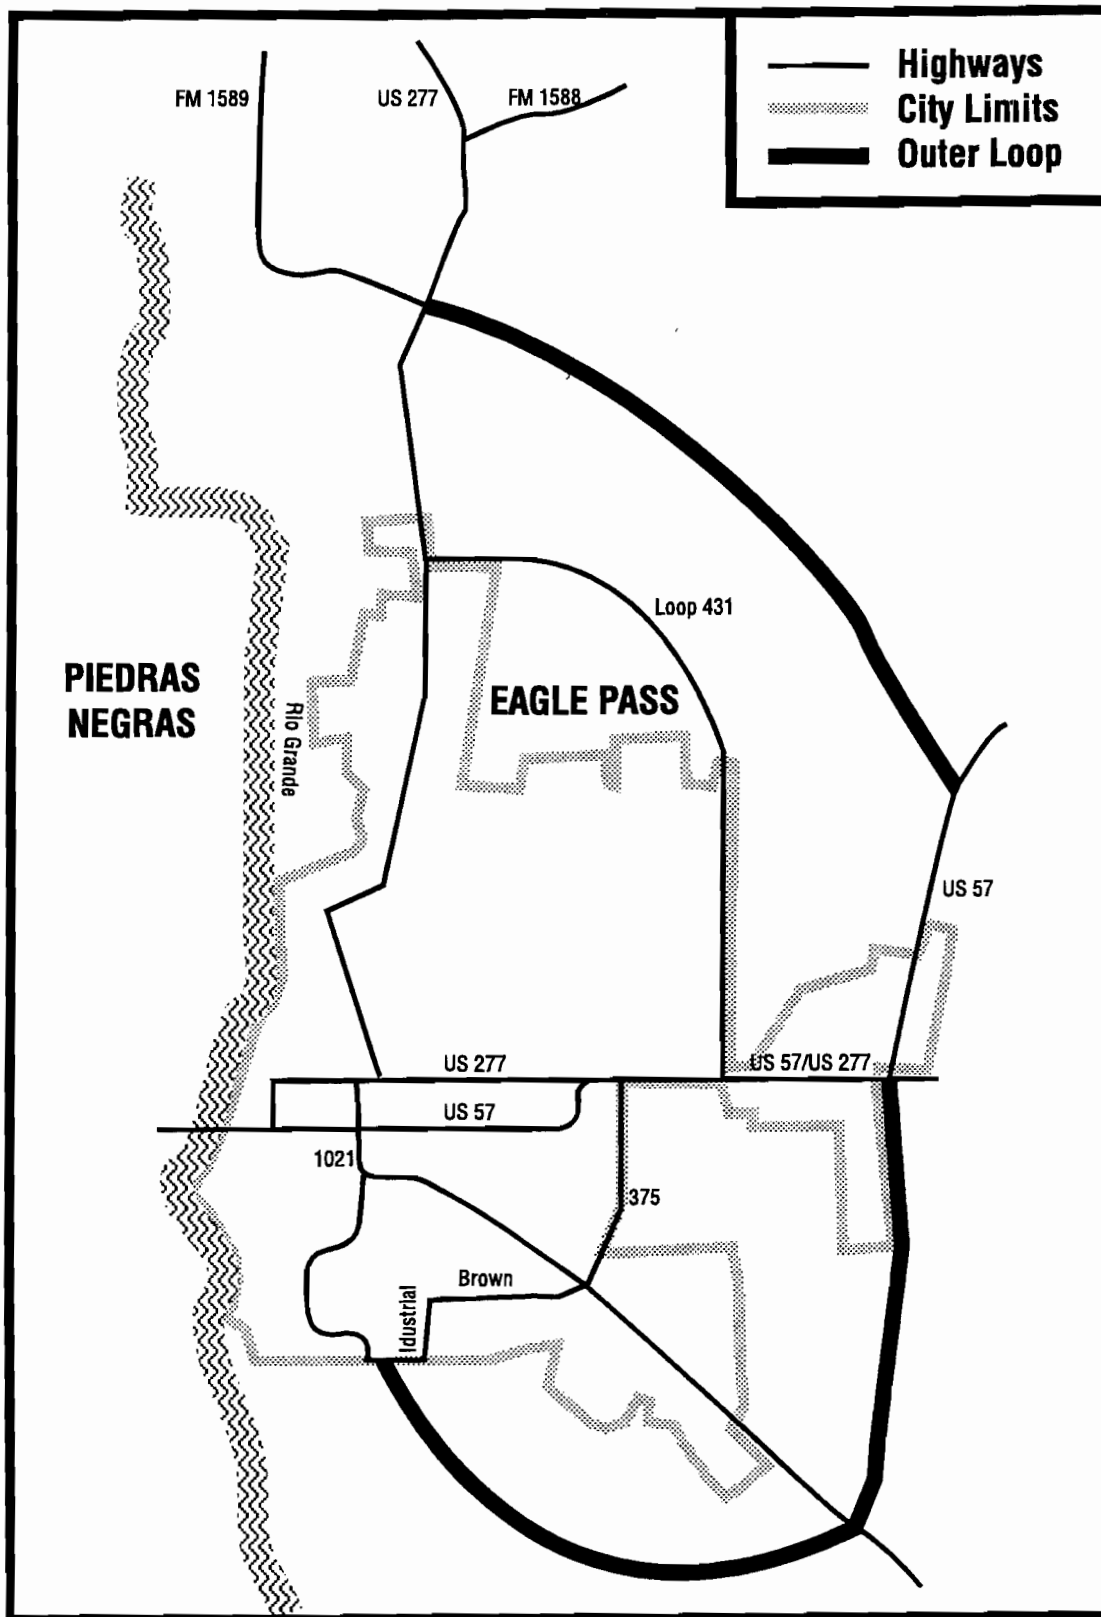 Highways
City Limits
Outer Loop
FM 1589
US 277
FM 1588
Loop 431
PIEDRAS
NEGRAS
RIo Grande
EAGLE PASS
US 57
US 277
US 57/US 277
US 57
1021
375
Brown
Idustrial